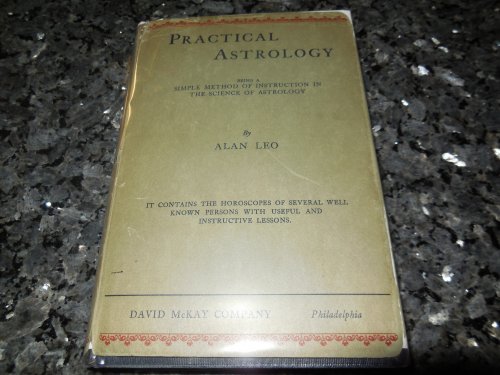 PRACTICAL
ASTROLOGY
BEING A
SIMPLE METHOD OF INSTRUCTION IN
THE SCIENCE OF ASTROLOGY
By
ALAN LEO
IT CONTAINS THE HOROSCOPES OF SEVERAL WELL
KNOWN PERSONS WITH USEFUL AND
INSTRUCTIVE LESSONS.
DAVID McKAY COMPANY Philadelphia